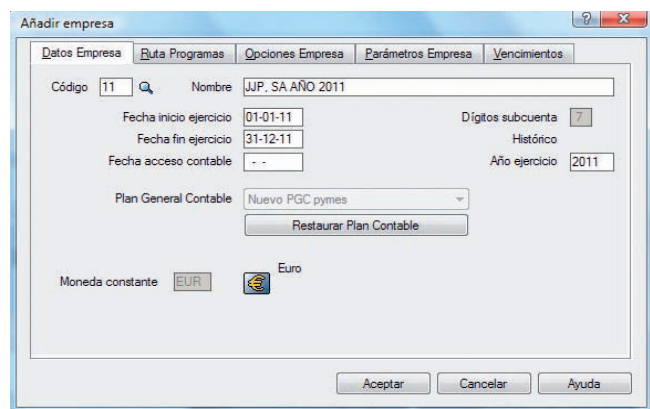 Añadir empresa
Datos Empresa Ruta Programas Opciones Empresa Parámetros Empresa Vencimientos
Código 11 Nombre JJP, SA AÑO 2011
Fecha inicio ejercicio 01-01-11 Dígitos subcuenta 7
Fecha fin ejercicio 31-12-11 Histórico
Fecha acceso contable - - Año ejercicio 2011
Plan General Contable Nuevo PGC pymes
Restaurar Plan Contable
Euro
Moneda constante EUR
Aceptar Cancelar Ayuda